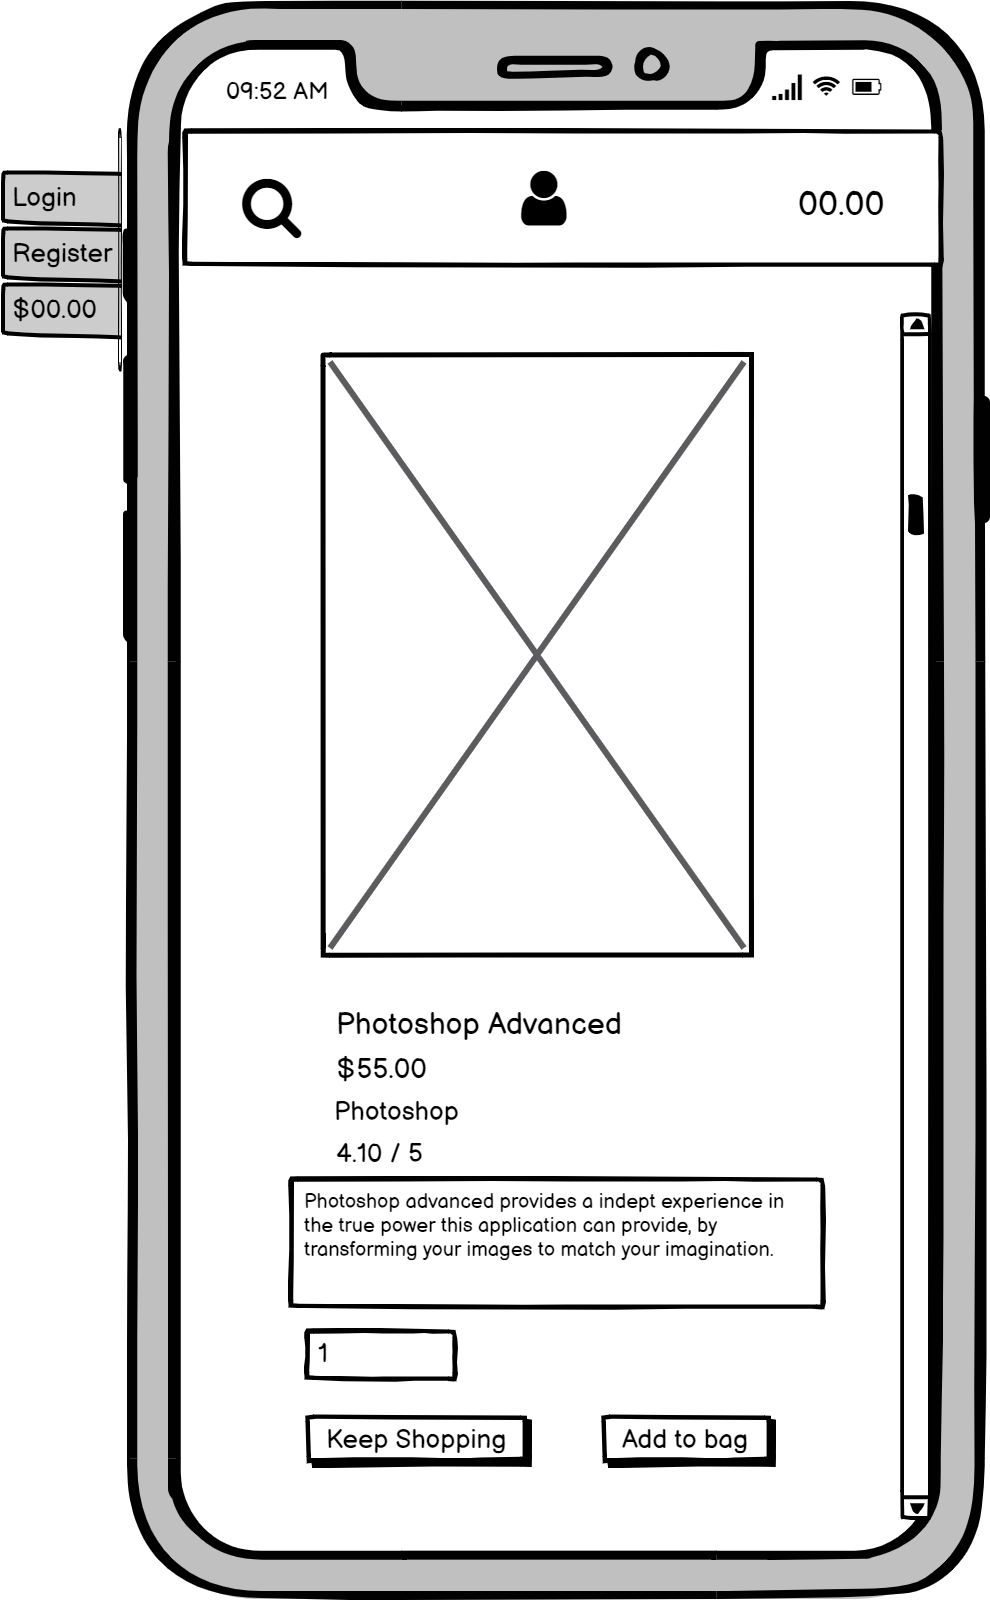 09:52 AM
Login
Register
$00.00
00.00
Photoshop Advanced
$55.00
Photoshop
4.10 / 5
Photoshop advanced provides a indept experience in
the true power this application can provide, by
transforming your images to match your imagination.
1
Keep Shopping
Add to bag